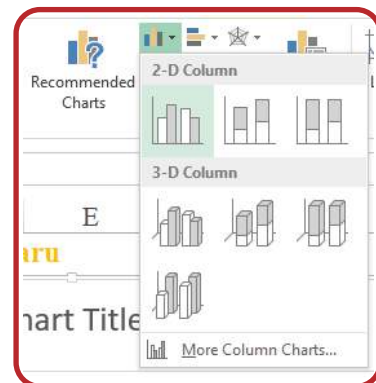 Recommended
Charts
2-D Column
3-D Column
E
aru
hart Title
More Column Charts...